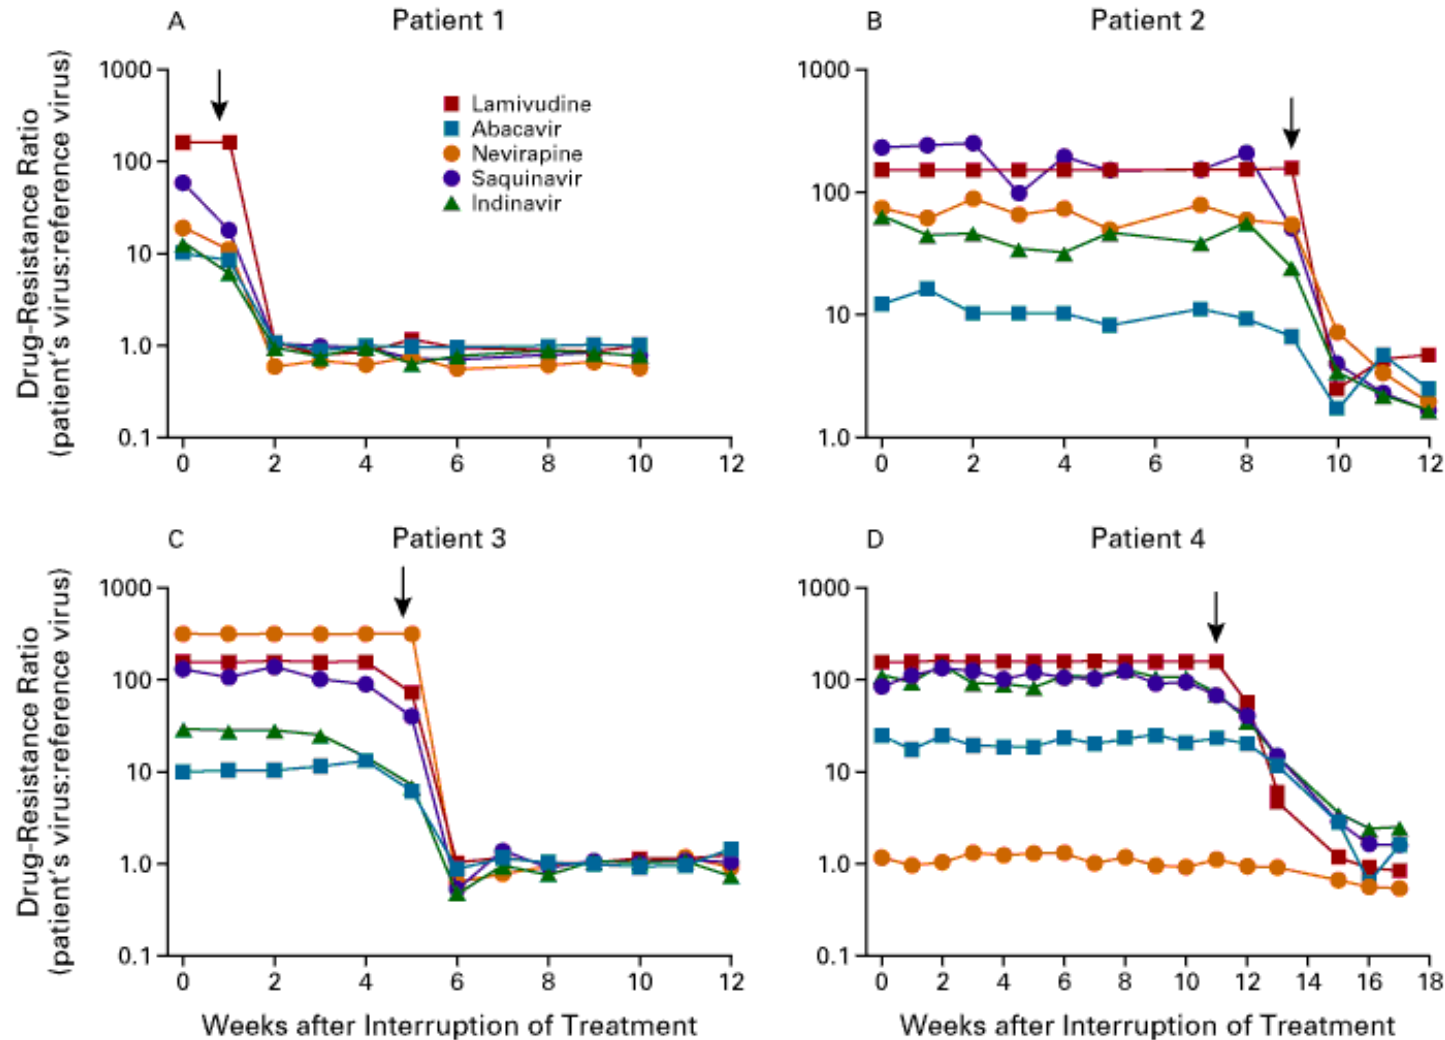 A Patient 1
B Patient 2
Drug-Resistance Ratio
(patient's virus:reference virus)
1000
100
10
1.0
0.1
Lamivudine
Abacavir
Nevirapine
Saquinavir
Indinavir
0 2 4 6 8 10 12
1000
100
10
1.0
0 2 4 6 8 10 12
C Patient 3
D Patient 4
Drug-Resistance Ratio
(patient's virus:reference virus)
1000
100
10
1.0
0.1
0 2 4 6 8 10 12
Weeks after Interruption of Treatment
1000
100
10
1.0
0.1
0 2 4 6 8 10 12 14 16 18
Weeks after Interruption of Treatment